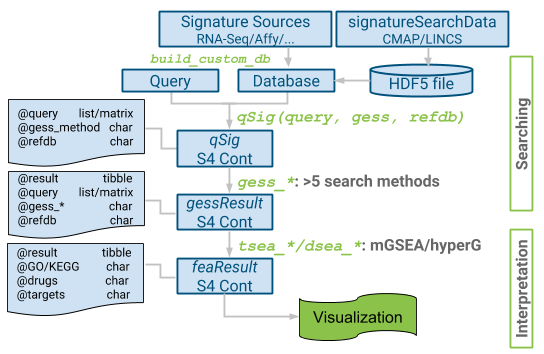 Signature Sources
RNA-Seq/Affy/...
signatureSearchData
CMAP/LINCS
build_custom_db
Query
Database
HDF5 file
qSig(query, gess, refdb)
@query list/matrix
@gess_method char
@refdb char
qSig
S4 Cont
gess_*: >5 search methods
@result tibble
@query list/matrix
@gess_* char
@refdb char
gessResult
S4 Cont
tsea_*/dsea_*: mGSEA/hyperG
@result tibble
@GO/KEGG char
@drugs char
@targets char
feaResult
S4 Cont
Visualization
Searching
Interpretation